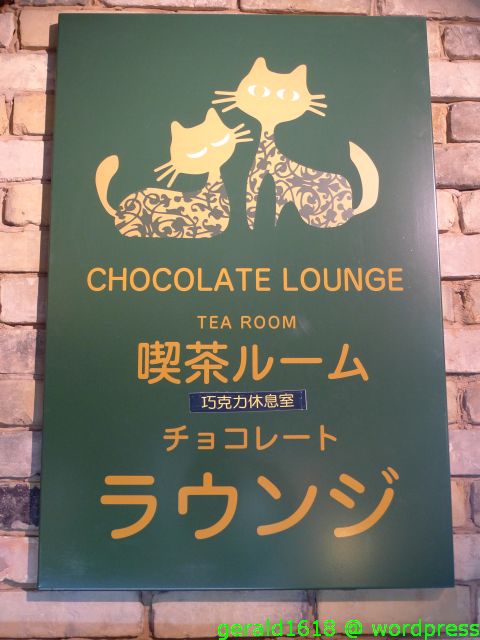 CHOCOLATE LOUNGE
TEA ROOM
喫茶ルーム
巧克力休息室
チョコレート
ラウンジ
gerald1618 @ wordpress